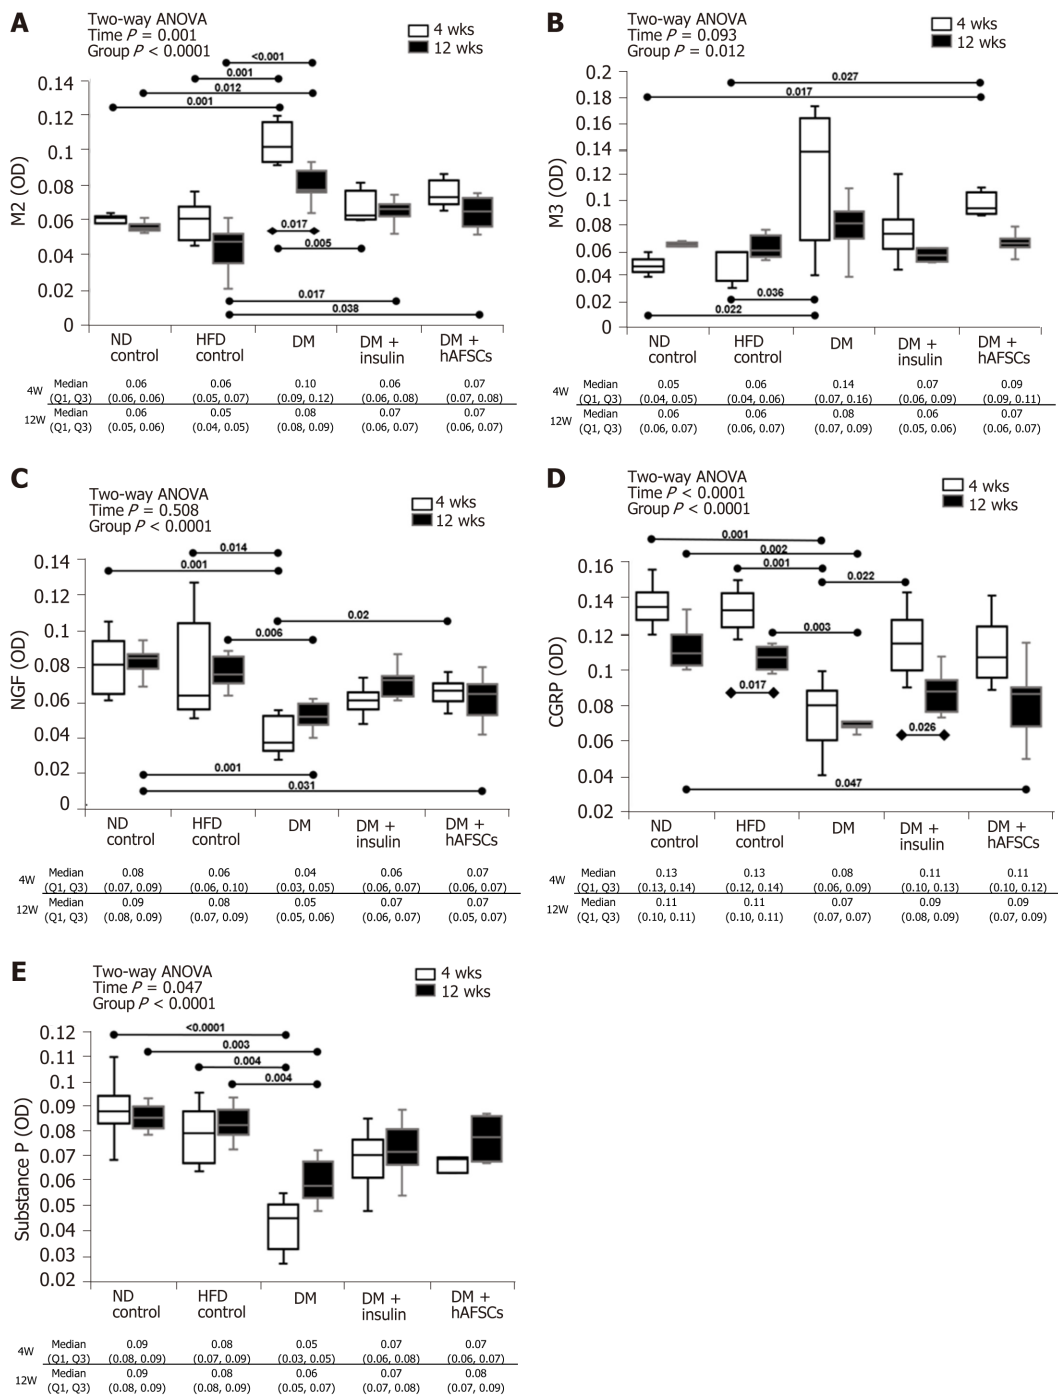 A
Two-way ANOVA
Time P = 0.001
Group P < 0.0001
4 wks
12 wks
<0.001
0.001
0.012
0.001
M2 (OD)
0.14
0.12
0.1
0.08
0.06
0.04
0.02
0
0.017
0.005
0.017
0.038
ND control
HFD control
DM
DM + insulin
DM + hAFSCs
4W Median 0.06 0.06 0.10 0.06 0.07
(Q1, Q3) (0.06, 0.06) (0.05, 0.07) (0.09, 0.12) (0.06, 0.08) (0.07, 0.08)
12W Median 0.06 0.05 0.08 0.07 0.07
(Q1, Q3) (0.05, 0.06) (0.04, 0.05) (0.08, 0.09) (0.06, 0.07) (0.06, 0.07)
B
Two-way ANOVA
Time P = 0.093
Group P = 0.012
4 wks
12 wks
0.027
0.017
M3 (OD)
0.2
0.18
0.16
0.14
0.12
0.1
0.08
0.06
0.04
0.02
0
0.036
0.022
ND control
HFD control
DM
DM + insulin
DM + hAFSCs
4W Median 0.05 0.06 0.14 0.07 0.09
(Q1, Q3) (0.04, 0.05) (0.04, 0.06) (0.07, 0.16) (0.06, 0.09) (0.09, 0.11)
12W Median 0.06 0.06 0.08 0.06 0.07
(Q1, Q3) (0.06, 0.07) (0.06, 0.07) (0.07, 0.09) (0.05, 0.06) (0.06, 0.07)
C
Two-way ANOVA
Time P = 0.508
Group P < 0.0001
4 wks
12 wks
0.014
0.001
0.02
0.006
NGF (OD)
0.14
0.12
0.1
0.08
0.06
0.04
0.02
0
0.001
0.031
ND control
HFD control
DM
DM + insulin
DM + hAFSCs
4W Median 0.08 0.06 0.04 0.06 0.07
(Q1, Q3) (0.07, 0.09) (0.06, 0.10) (0.03, 0.05) (0.06, 0.07) (0.06, 0.07)
12W Median 0.09 0.08 0.05 0.07 0.07
(Q1, Q3) (0.08, 0.09) (0.07, 0.09) (0.05, 0.06) (0.06, 0.07) (0.05, 0.07)
D
Two-way ANOVA
Time P < 0.0001
Group P < 0.0001
4 wks
12 wks
0.001
0.002
0.001
0.022
0.003
CGRP (OD)
0.16
0.14
0.12
0.1
0.08
0.06
0.04
0.02
0.017
0.026
0.047
ND control
HFD control
DM
DM + insulin
DM + hAFSCs
4W Median 0.13 0.13 0.08 0.11 0.11
(Q1, Q3) (0.13, 0.14) (0.12, 0.14) (0.06, 0.09) (0.10, 0.13) (0.10, 0.12)
12W Median 0.11 0.11 0.07 0.09 0.09
(Q1, Q3) (0.10, 0.11) (0.10, 0.11) (0.07, 0.07) (0.08, 0.09) (0.07, 0.09)
E
Two-way ANOVA
Time P = 0.047
Group P < 0.0001
4 wks
12 wks
<0.0001
0.003
0.004
0.004
Substance P (OD)
0.12
0.11
0.1
0.09
0.08
0.07
0.06
0.05
0.04
0.03
0.02
ND control
HFD control
DM
DM + insulin
DM + hAFSCs
4W Median 0.09 0.08 0.05 0.07 0.07
(Q1, Q3) (0.08, 0.09) (0.07, 0.09) (0.03, 0.05) (0.06, 0.08) (0.06, 0.07)
12W Median 0.09 0.08 0.06 0.07 0.08
(Q1, Q3) (0.08, 0.09) (0.08, 0.09) (0.05, 0.07) (0.07, 0.08) (0.07, 0.09)